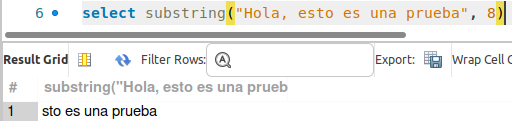 6 select substring("Hola, esto es una prueba", 8)
Result Grid Filter Rows: Export: Wrap Cell C
# substring("Hola, esto es una prueb
1 sto es una prueba